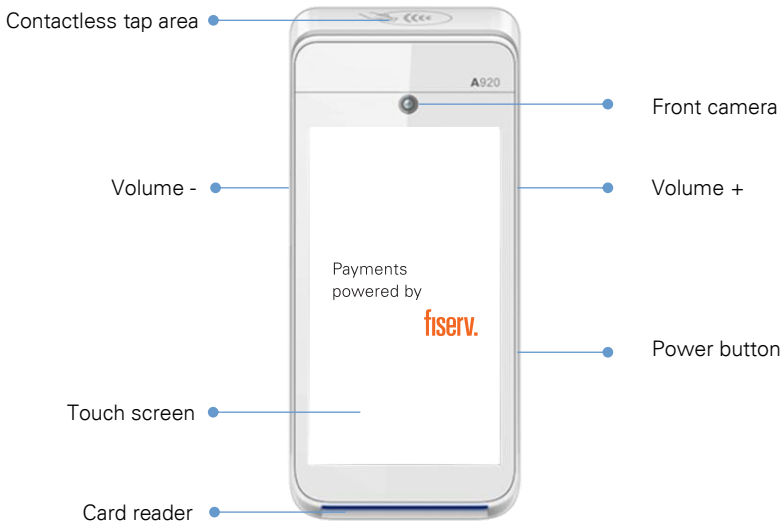 Contactless tap area
A920
Front camera
Volume -
Volume +
Payments
powered by
fiserv.
Power button
Touch screen
Card reader